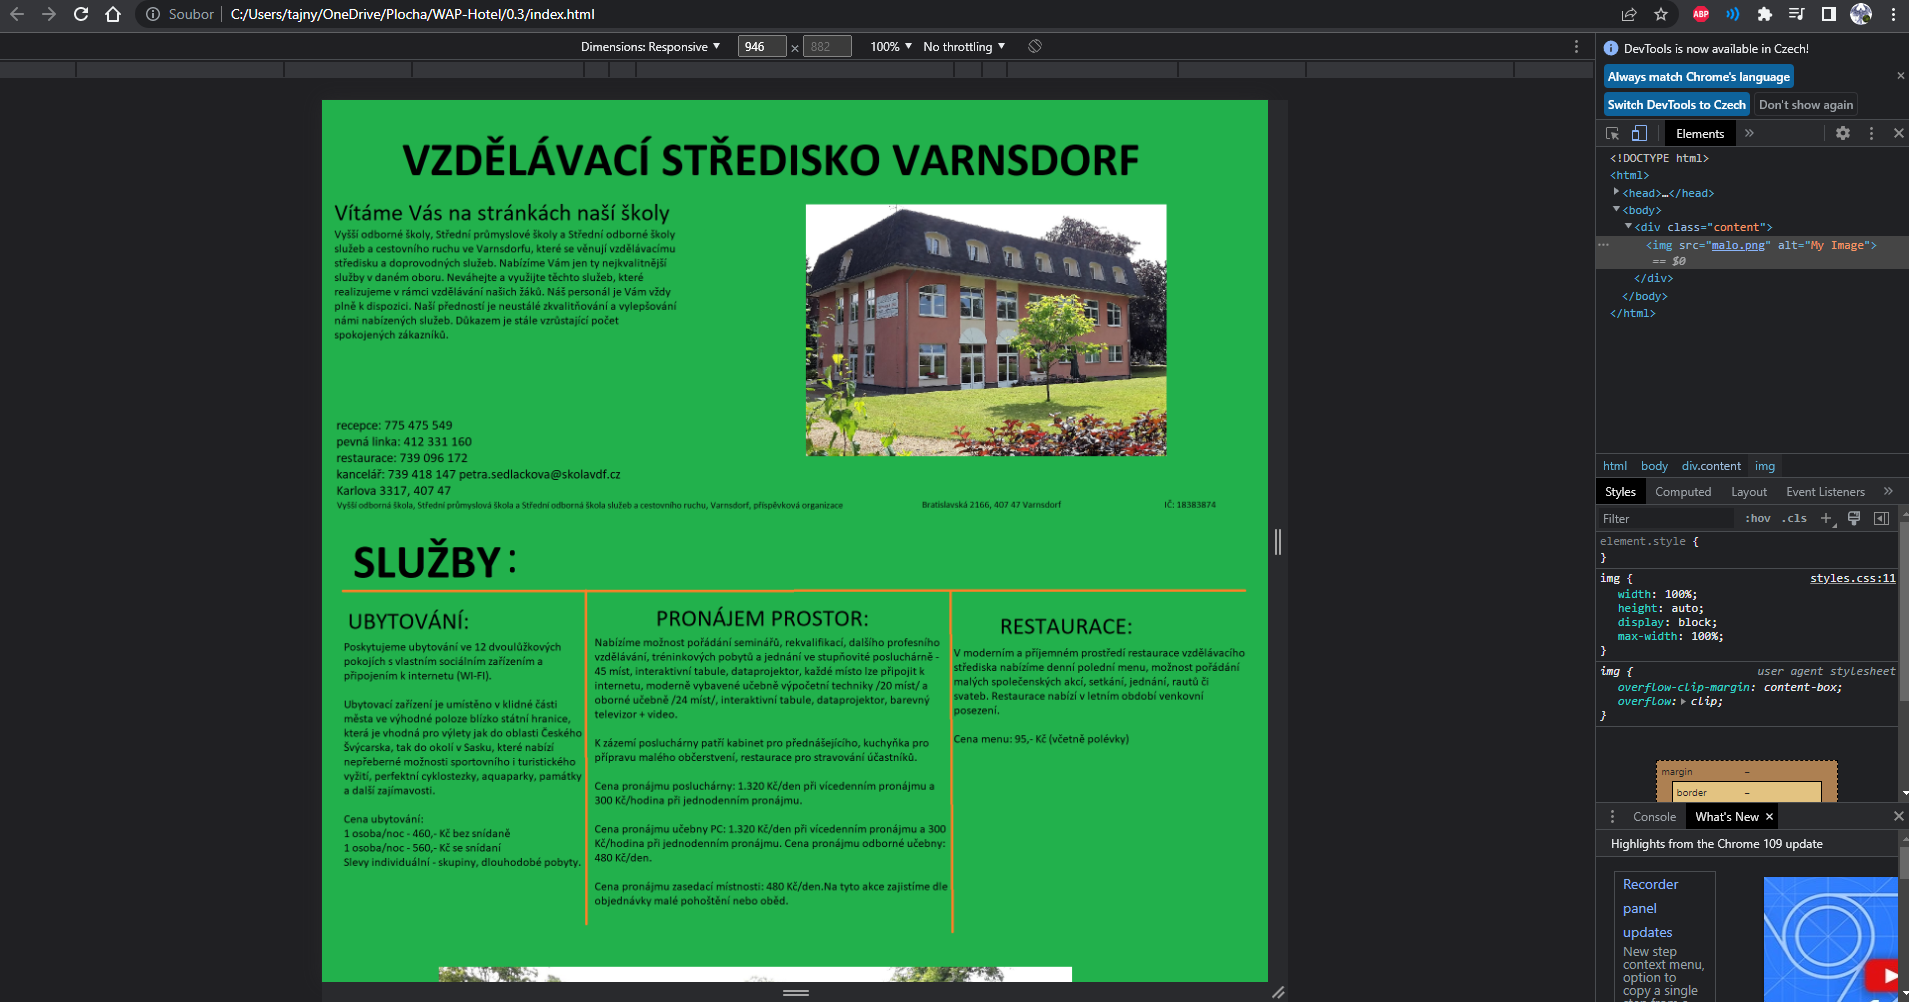 Soubor
C:/Users/tajny/OneDrive/Plocha/WAP-Hotel/0.3/index.html
ABP
Dimensions: Responsive ▼ 946 × 882 100% ▼ No throttling ▼
VZDĚLÁVACÍ STŘEDISKO VARNSDORF
Vítáme Vás na stránkách naší školy
Vyšší odborné školy, Střední průmyslové školy a Střední odborné školy
služeb a cestovního ruchu ve Varnsdorfu, které se věnují vzdělávacímu
středisku a doprovodných služeb. Nabízíme Vám jen ty nejkvalitnější
služby v daném oboru. Neváhejte a využijte těchto služeb, které
realizujeme v rámci vzdělávání našich žáků. Náš personál je Vám vždy
plně k dispozici. Naší předností je neustálé zkvalitňování a vylepšování
námi nabízených služeb. Důkazem je stále vzrůstající počet
spokojených zákazníků.
recepce: 775 475 549
pevná linka: 412 331 160
restaurace: 739 096 172
kancelář: 739 418 147 petra.sedlackova@skolavdf.cz
Karlova 3317, 407 47
Vyšší odborná škola, Střední průmyslová škola a Střední odborná škola služeb a cestovního ruchu, Varnsdorf, příspěvková organizace
Bratislavská 2166, 407 47 Varnsdorf
IČ: 18383874
SLUŽBY:
UBYTOVÁNÍ:
Poskytujeme ubytování ve 12 dvoulůžkových
pokojích s vlastním sociálním zařízením a
připojením k internetu (WI-FI).
Ubytovací zařízení je umístěno v klidné části
města ve výhodné poloze blízko státní hranice,
která je vhodná pro výlety jak do oblasti Českého
Švýcarska, tak do okolí v Sasku, které nabízí
nepřeberné možnosti sportovního i turistického
vyžití, perfektní cyklostezky, aquaparky, památky
a další zajímavosti.
Cena ubytování:
1 osoba/noc - 460,- Kč bez snídaně
1 osoba/noc - 560,- Kč se snídaní
Slevy individuální - skupiny, dlouhodobé pobyty.
PRONÁJEM PROSTOR:
Nabízíme možnost pořádání seminářů, rekvalifikací, dalšího profesního
vzdělávání, tréninkových pobytů a jednání ve stupňovité posluchárně -
45 míst, interaktivní tabule, dataprojektor, každé místo lze připojit k
internetu, moderně vybavené učebně výpočetní techniky /20 míst/ a
oborné učebně /24 míst/, interaktivní tabule, dataprojektor, barevný
televizor + video.
K zázemí posluchárny patří kabinet pro přednášejícího, kuchyňka pro
přípravu malého občerstvení, restaurace pro stravování účastníků.
Cena pronájmu posluchárny: 1.320 Kč/den při vícedenním pronájmu a
300 Kč/hodina při jednodenním pronájmu.
Cena pronájmu učebny PC: 1.320 Kč/den při vícedenním pronájmu a 300
Kč/hodina při jednodenním pronájmu. Cena pronájmu odborné učebny:
480 Kč/den.
Cena pronájmu zasedací místnosti: 480 Kč/den.Na tyto akce zajistíme dle
objednávky malé pohoštění nebo oběd.
RESTAURACE:
V moderním a příjemném prostředí restaurace vzdělávacího
střediska nabízíme denní polední menu, možnost pořádání
malých společenských akcí, setkání, jednání, rautů či
svateb. Restaurace nabízí v letním období venkovní
posezení.
Cena menu: 95,- Kč (včetně polévky)
DevTools is now available in Czech!
Always match Chrome's language
Switch DevTools to Czech Don't show again
Elements
<!DOCTYPE html>
<html>
<head>…</head>
<body>
<div class="content">
<img src="malo.png" alt="My Image">
== $0
</div>
</body>
</html>
html body div.content img
Styles Computed Layout Event Listeners
Filter :hov .cls
element.style {
}
img { styles.css:11
width: 100%;
height: auto;
display: block;
max-width: 100%;
}
img { user agent stylesheet
overflow-clip-margin: content-box;
overflow: clip;
}
margin –
border –
Console What's New
Highlights from the Chrome 109 update
Recorder
panel
updates
New step
context menu,
option to
copy a single